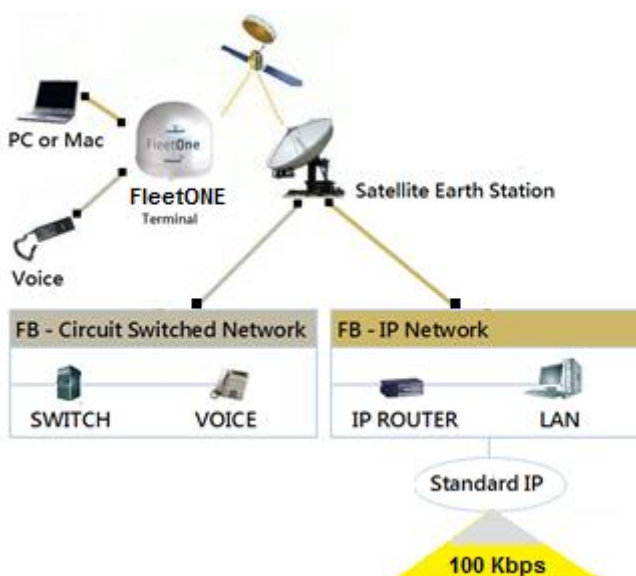 PC or Mac
FleetOne
FleetONE
Terminal
Satellite Earth Station
Voice
FB - Circuit Switched Network
FB - IP Network
SWITCH
VOICE
IP ROUTER
LAN
Standard IP
100 Kbps